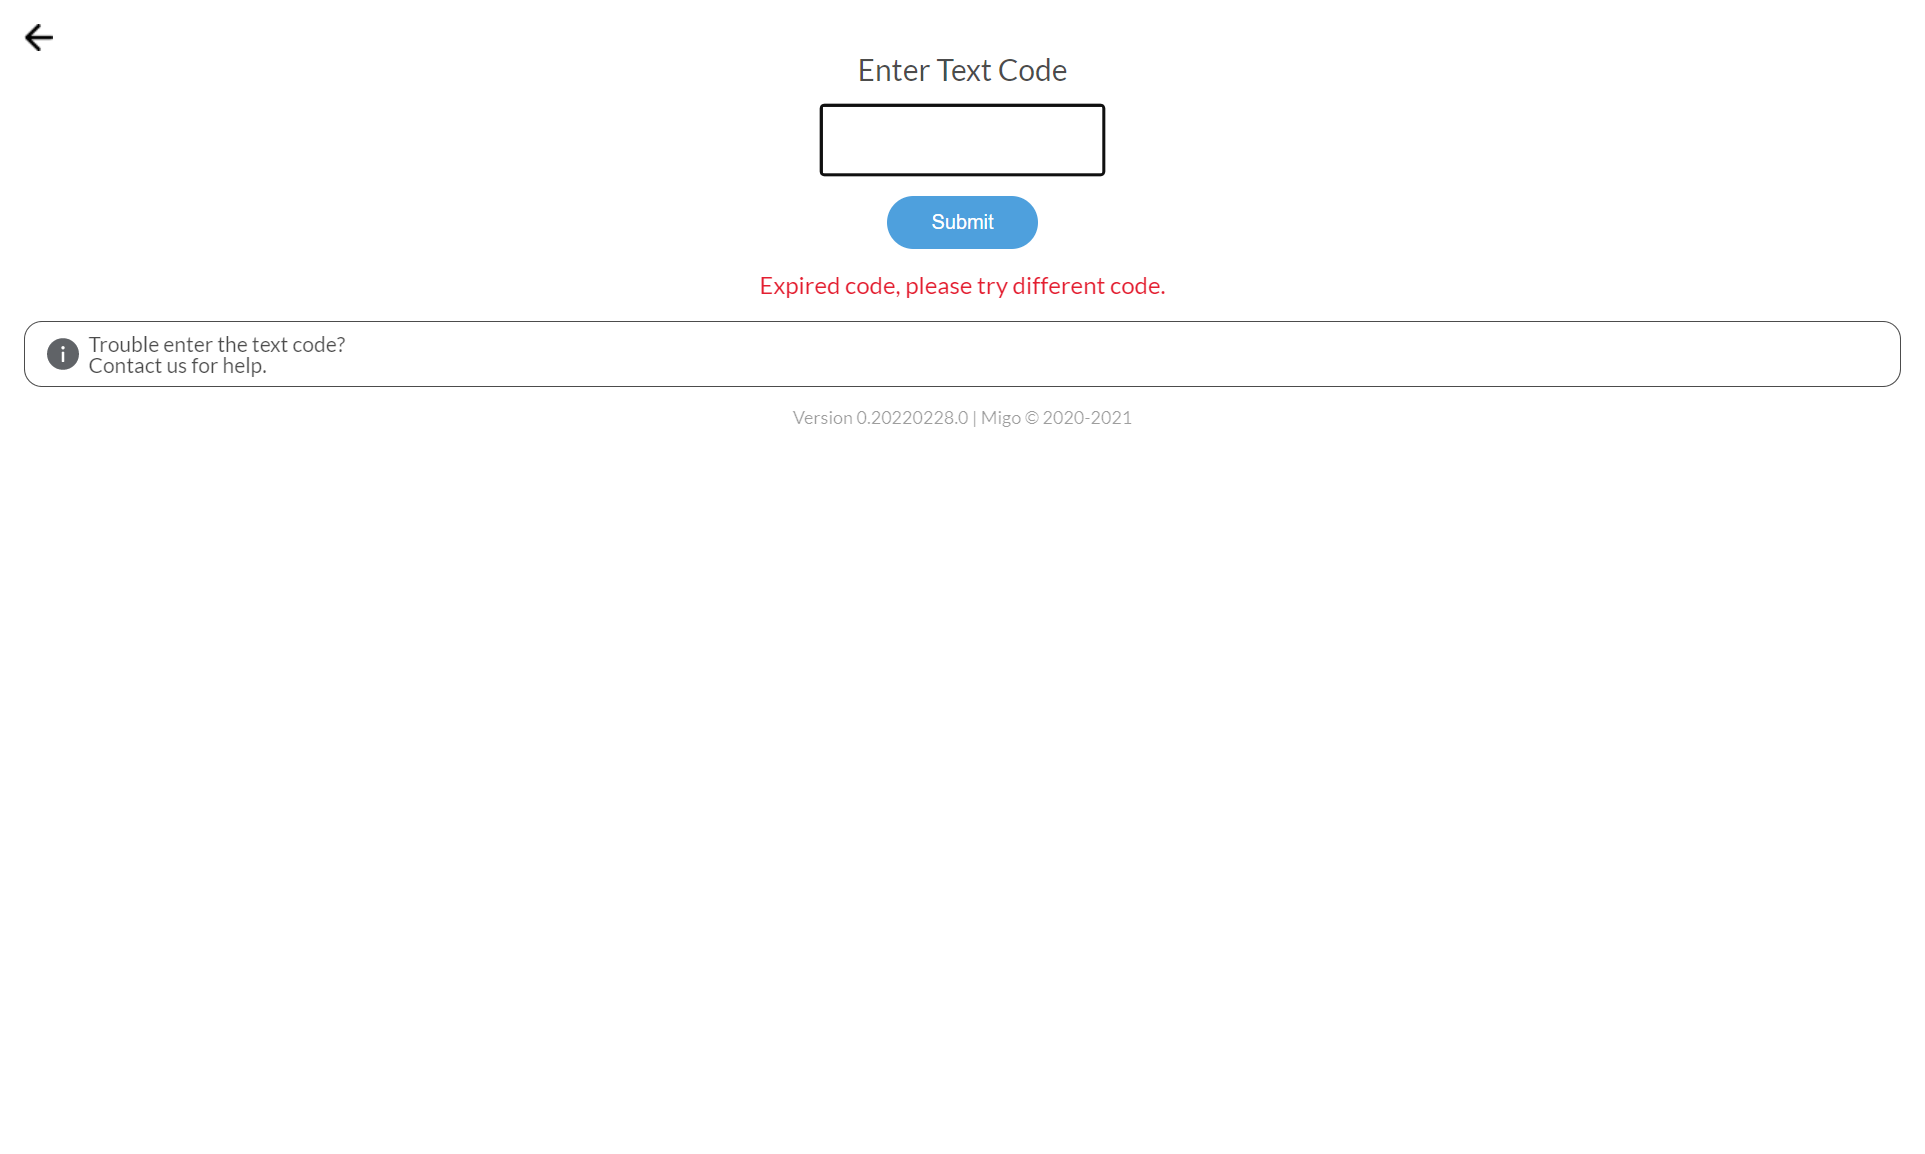 Enter Text Code
Submit
Expired code, please try different code.
Trouble enter the text code?
Contact us for help.
Version 0.20220228.0 | Migo © 2020-2021